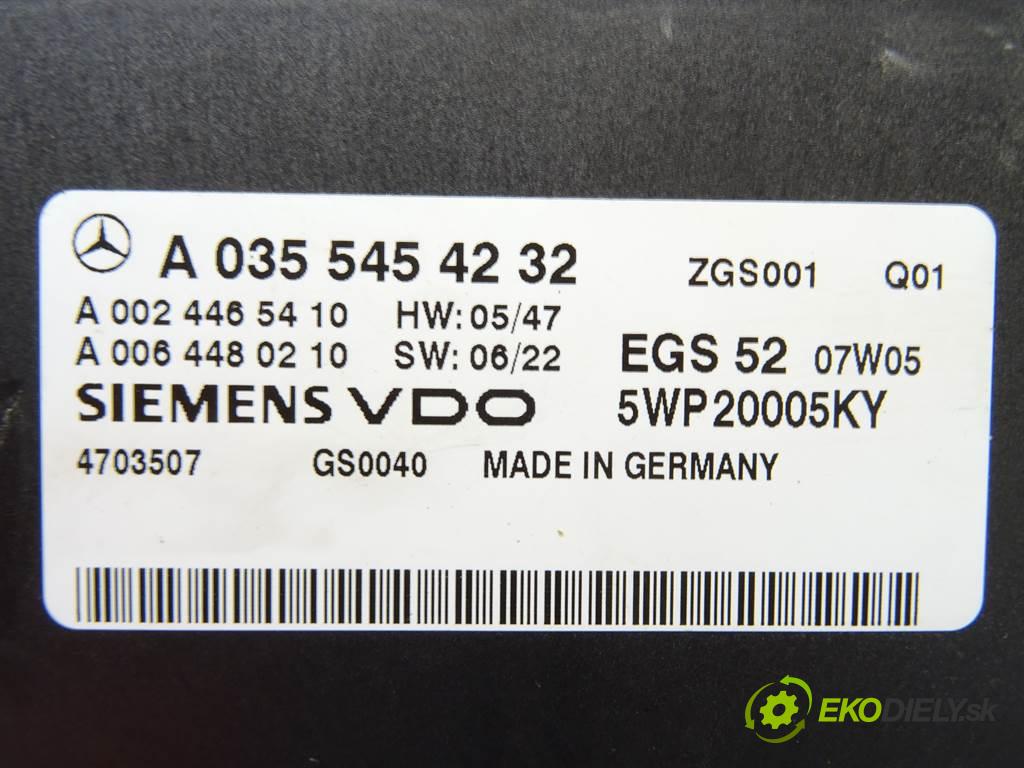 A 035 545 42 32 ZGS001 Q01
A 002 446 54 10 HW: 05/47
A 006 448 02 10 SW: 06/22 EGS 52 07W05
SIEMENS VDO 5WP20005KY
4703507 GS0040 MADE IN GERMANY
EKODIELY.sk